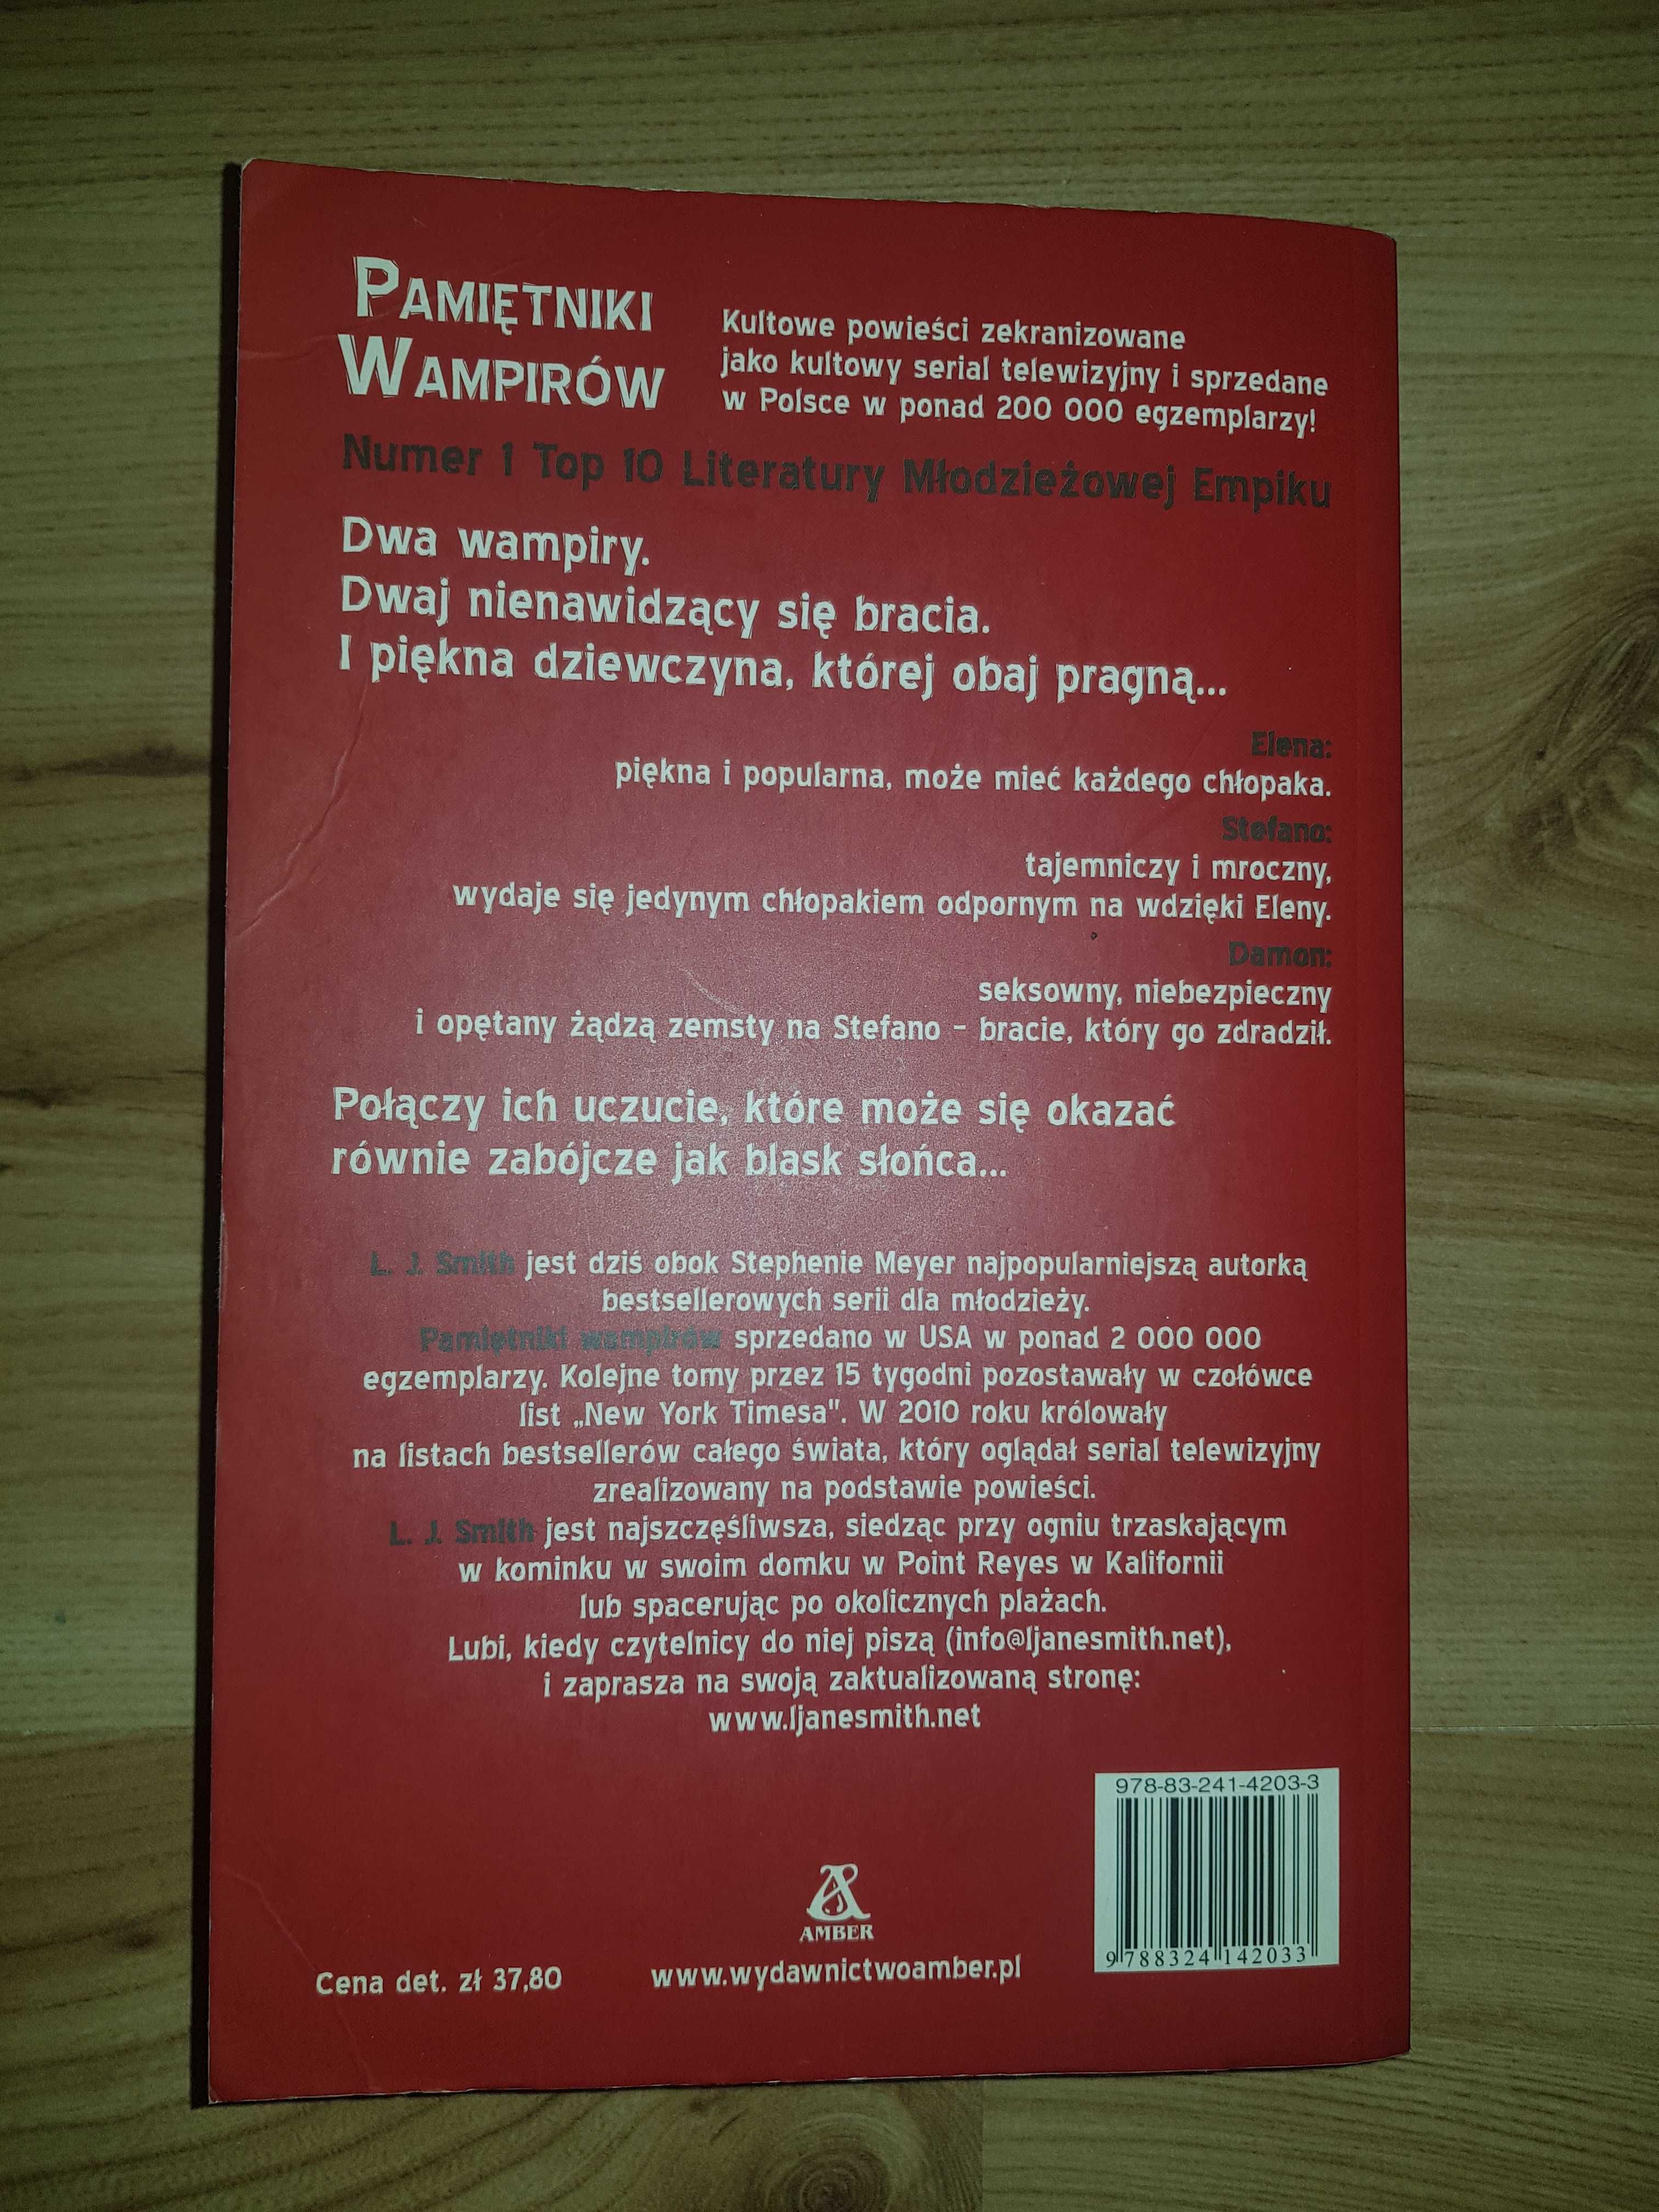 PAMIĘTNIKI
WAMPIRÓW
Kultowe powieści zekranizowane
jako kultowy serial telewizyjny i sprzedane
w Polsce w ponad 200 000 egzemplarzy!
Numer 1 Top 10 Literatury Młodzieżowej Empiku
Dwa wampiry.
Dwaj nienawidzący się bracia.
I piękna dziewczyna, której obaj pragną...
Elena:
piękna i popularna, może mieć każdego chłopaka.
Stefano:
tajemniczy i mroczny,
wydaje się jedynym chłopakiem odpornym na wdzięki Eleny.
Damon:
seksowny, niebezpieczny
i opętany żądzą zemsty na Stefano – bracie, który go zdradził.
Połączy ich uczucie, które może się okazać
równie zabójcze jak blask słońca...
L. J. Smith jest dziś obok Stephenie Meyer najpopularniejszą autorką
bestsellerowych serii dla młodzieży.
Pamiętniki wampirów sprzedano w USA w ponad 2 000 000
egzemplarzy. Kolejne tomy przez 15 tygodni pozostawały w czołówce
list „New York Timesa". W 2010 roku królowały
na listach bestsellerów całego świata, który oglądał serial telewizyjny
zrealizowany na podstawie powieści.
L. J. Smith jest najszczęśliwsza, siedząc przy ogniu trzaskającym
w kominku w swoim domku w Point Reyes w Kalifornii
lub spacerując po okolicznych plażach.
Lubi, kiedy czytelnicy do niej piszą (info@ljanesmith.net),
i zaprasza na swoją zaktualizowaną stronę:
www.ljanesmith.net
978-83-241-4203-3
9 788324 142033
AMBER
Cena det. zł 37,80
www.wydawnictwoamber.pl